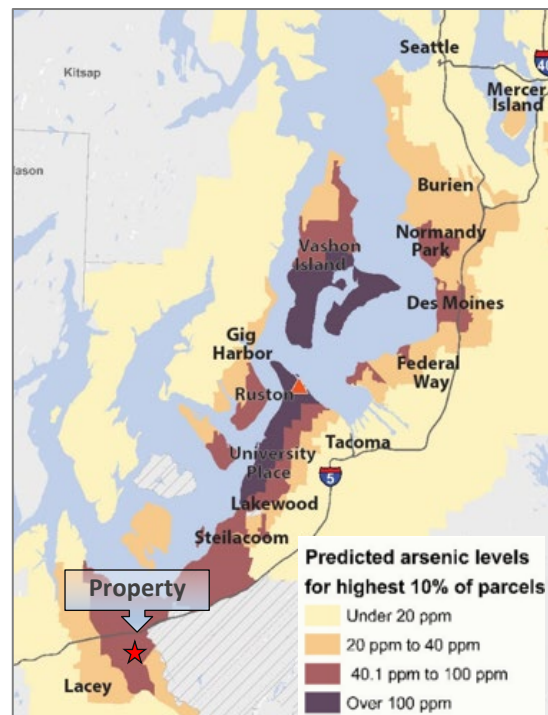 Seattle
Kitsap
Mercer
Island
Burien
Normandy
Park
Vashon
Island
Des Moines
Gig
Harbor
Federal
Way
Ruston
Tacoma
University
Place
5
Lakewood
Steilacoom
Property
Lacey
Predicted arsenic levels
for highest 10% of parcels
Under 20 ppm
20 ppm to 40 ppm
40.1 ppm to 100 ppm
Over 100 ppm